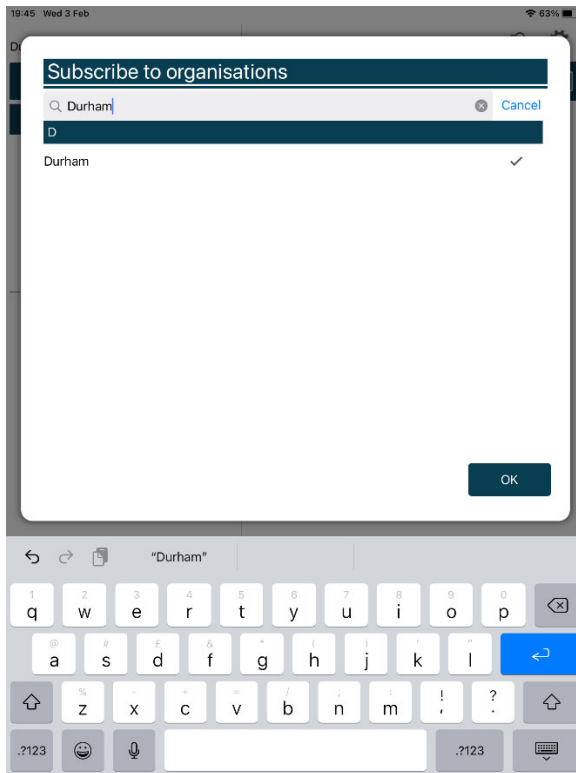 19:45 Wed 3 Feb 63%
Subscribe to organisations
Durham Cancel
D
Durham
OK
"Durham"
1 2 3 4 5 6 7 8 9 0
q w e r t y u i o p
@ # £ & * ( ) ' "
a s d f g h j k l
% - + = / ; : ! ?
z x c v b n m , .
.?123 .?123